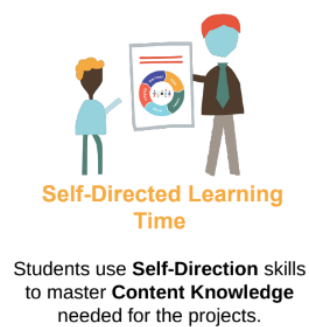 Self-Directed Learning
Time
Students use Self-Direction skills
to master Content Knowledge
needed for the projects.